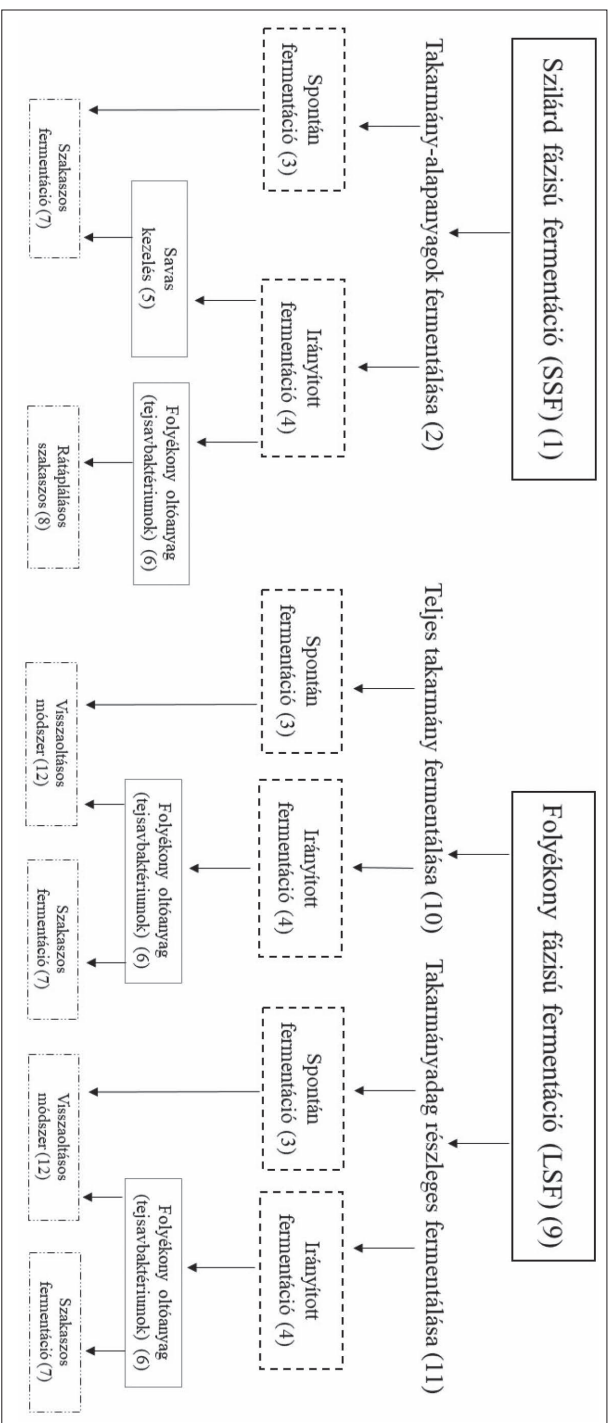 Szilárd fázisú fermentáció (SSF) (1)
Takarmány-alapanyagok fermentálása (2)
Spontán
fermentáció (3)
Irányított
fermentáció (4)
Savas
kezelés (5)
Folyékony oltóanyag
(tejsavbaktériumok) (6)
Szakaszos
fermentáció (7)
Rátáplálásos
szakaszos (8)
Folyékony fázisú fermentáció (LSF) (9)
Teljes takarmány fermentálása (10)
Takarmányadag részleges fermentálása (11)
Spontán
fermentáció (3)
Irányított
fermentáció (4)
Spontán
fermentáció (3)
Irányított
fermentáció (4)
Folyékony oltóanyag
(tejsavbaktériumok) (6)
Folyékony oltóanyag
(tejsavbaktériumok) (6)
Visszaoltásos
módszer (12)
Szakaszos
fermentáció (7)
Visszaoltásos
módszer (12)
Szakaszos
fermentáció (7)